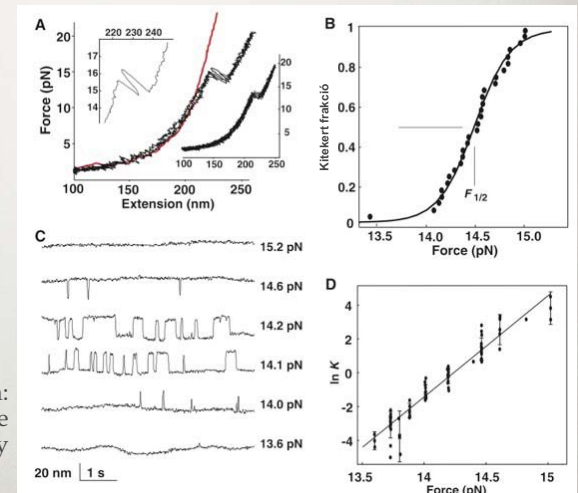 A
220 230 240
17
16
15
14
20
15
10
5
Force (pN)
20
15
10
5
100 150 200 250
100 150 200 250
Extension (nm)
B
1
0.8
0.6
0.4
0.2
0
Kitekert frakció
F1/2
13.5 14.0 14.5 15.0
Force (pN)
C
15.2 pN
14.6 pN
14.2 pN
14.1 pN
14.0 pN
13.6 pN
20 nm 1 s
D
4
2
0
-2
-4
ln K
13.5 14 14.5 15
Force (pN)